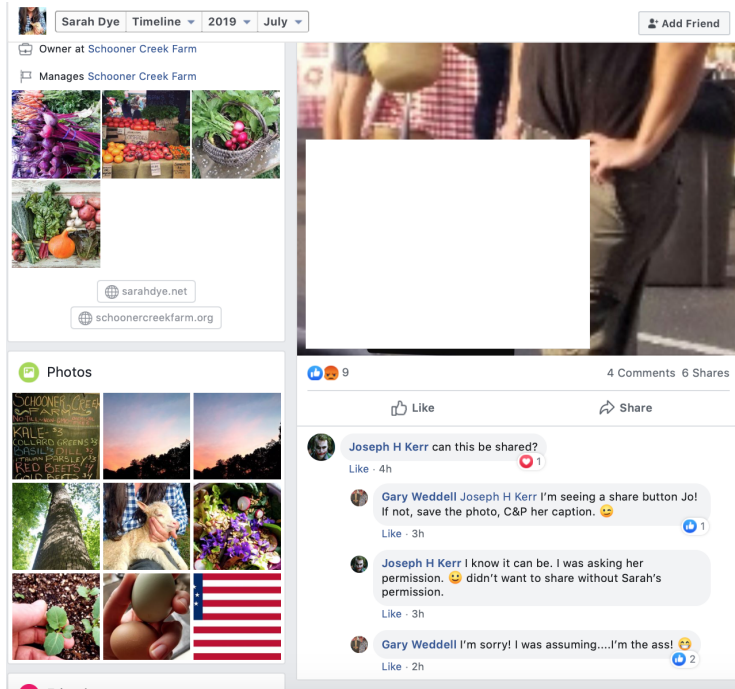 Sarah Dye Timeline 2019 July
Add Friend
Owner at Schooner Creek Farm
Manages Schooner Creek Farm
sarahdye.net
schoonercreekfarm.org
Photos
SCHOONER CREEK
FARM
KALE $3
COLLARD GREENS $3
BASIL DILL
ITALIAN PARSLEY
RED BEETS
GOLD BEETS
9
4 Comments 6 Shares
Like Share
Joseph H Kerr can this be shared?
1
Like · 4h
Gary Weddell Joseph H Kerr I'm seeing a share button Jo!
If not, save the photo, C&P her caption. 😉
1
Like · 3h
Joseph H Kerr I know it can be. I was asking her
permission. 😀 didn't want to share without Sarah's
permission.
Like · 3h
Gary Weddell I'm sorry! I was assuming....I'm the ass! 😁
2
Like · 2h